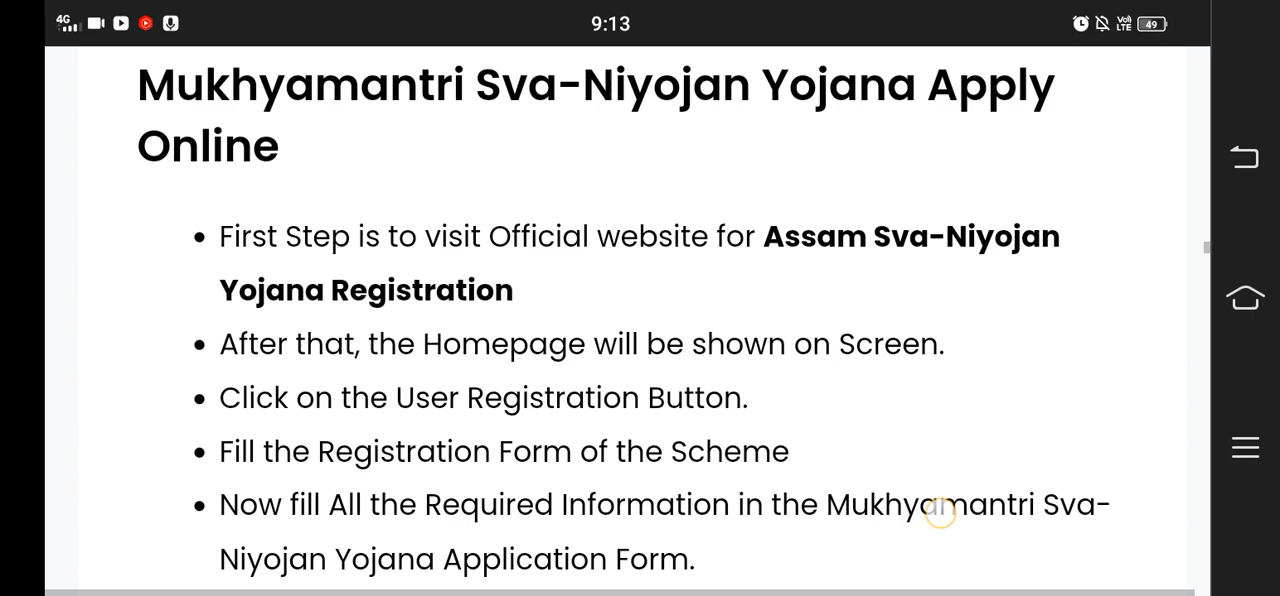 4G 9:13 Vo) LTE 49
Mukhyamantri Sva-Niyojan Yojana Apply
Online
• First Step is to visit Official website for Assam Sva-Niyojan
Yojana Registration
• After that, the Homepage will be shown on Screen.
• Click on the User Registration Button.
• Fill the Registration Form of the Scheme
• Now fill All the Required Information in the Mukhyamantri Sva-
Niyojan Yojana Application Form.